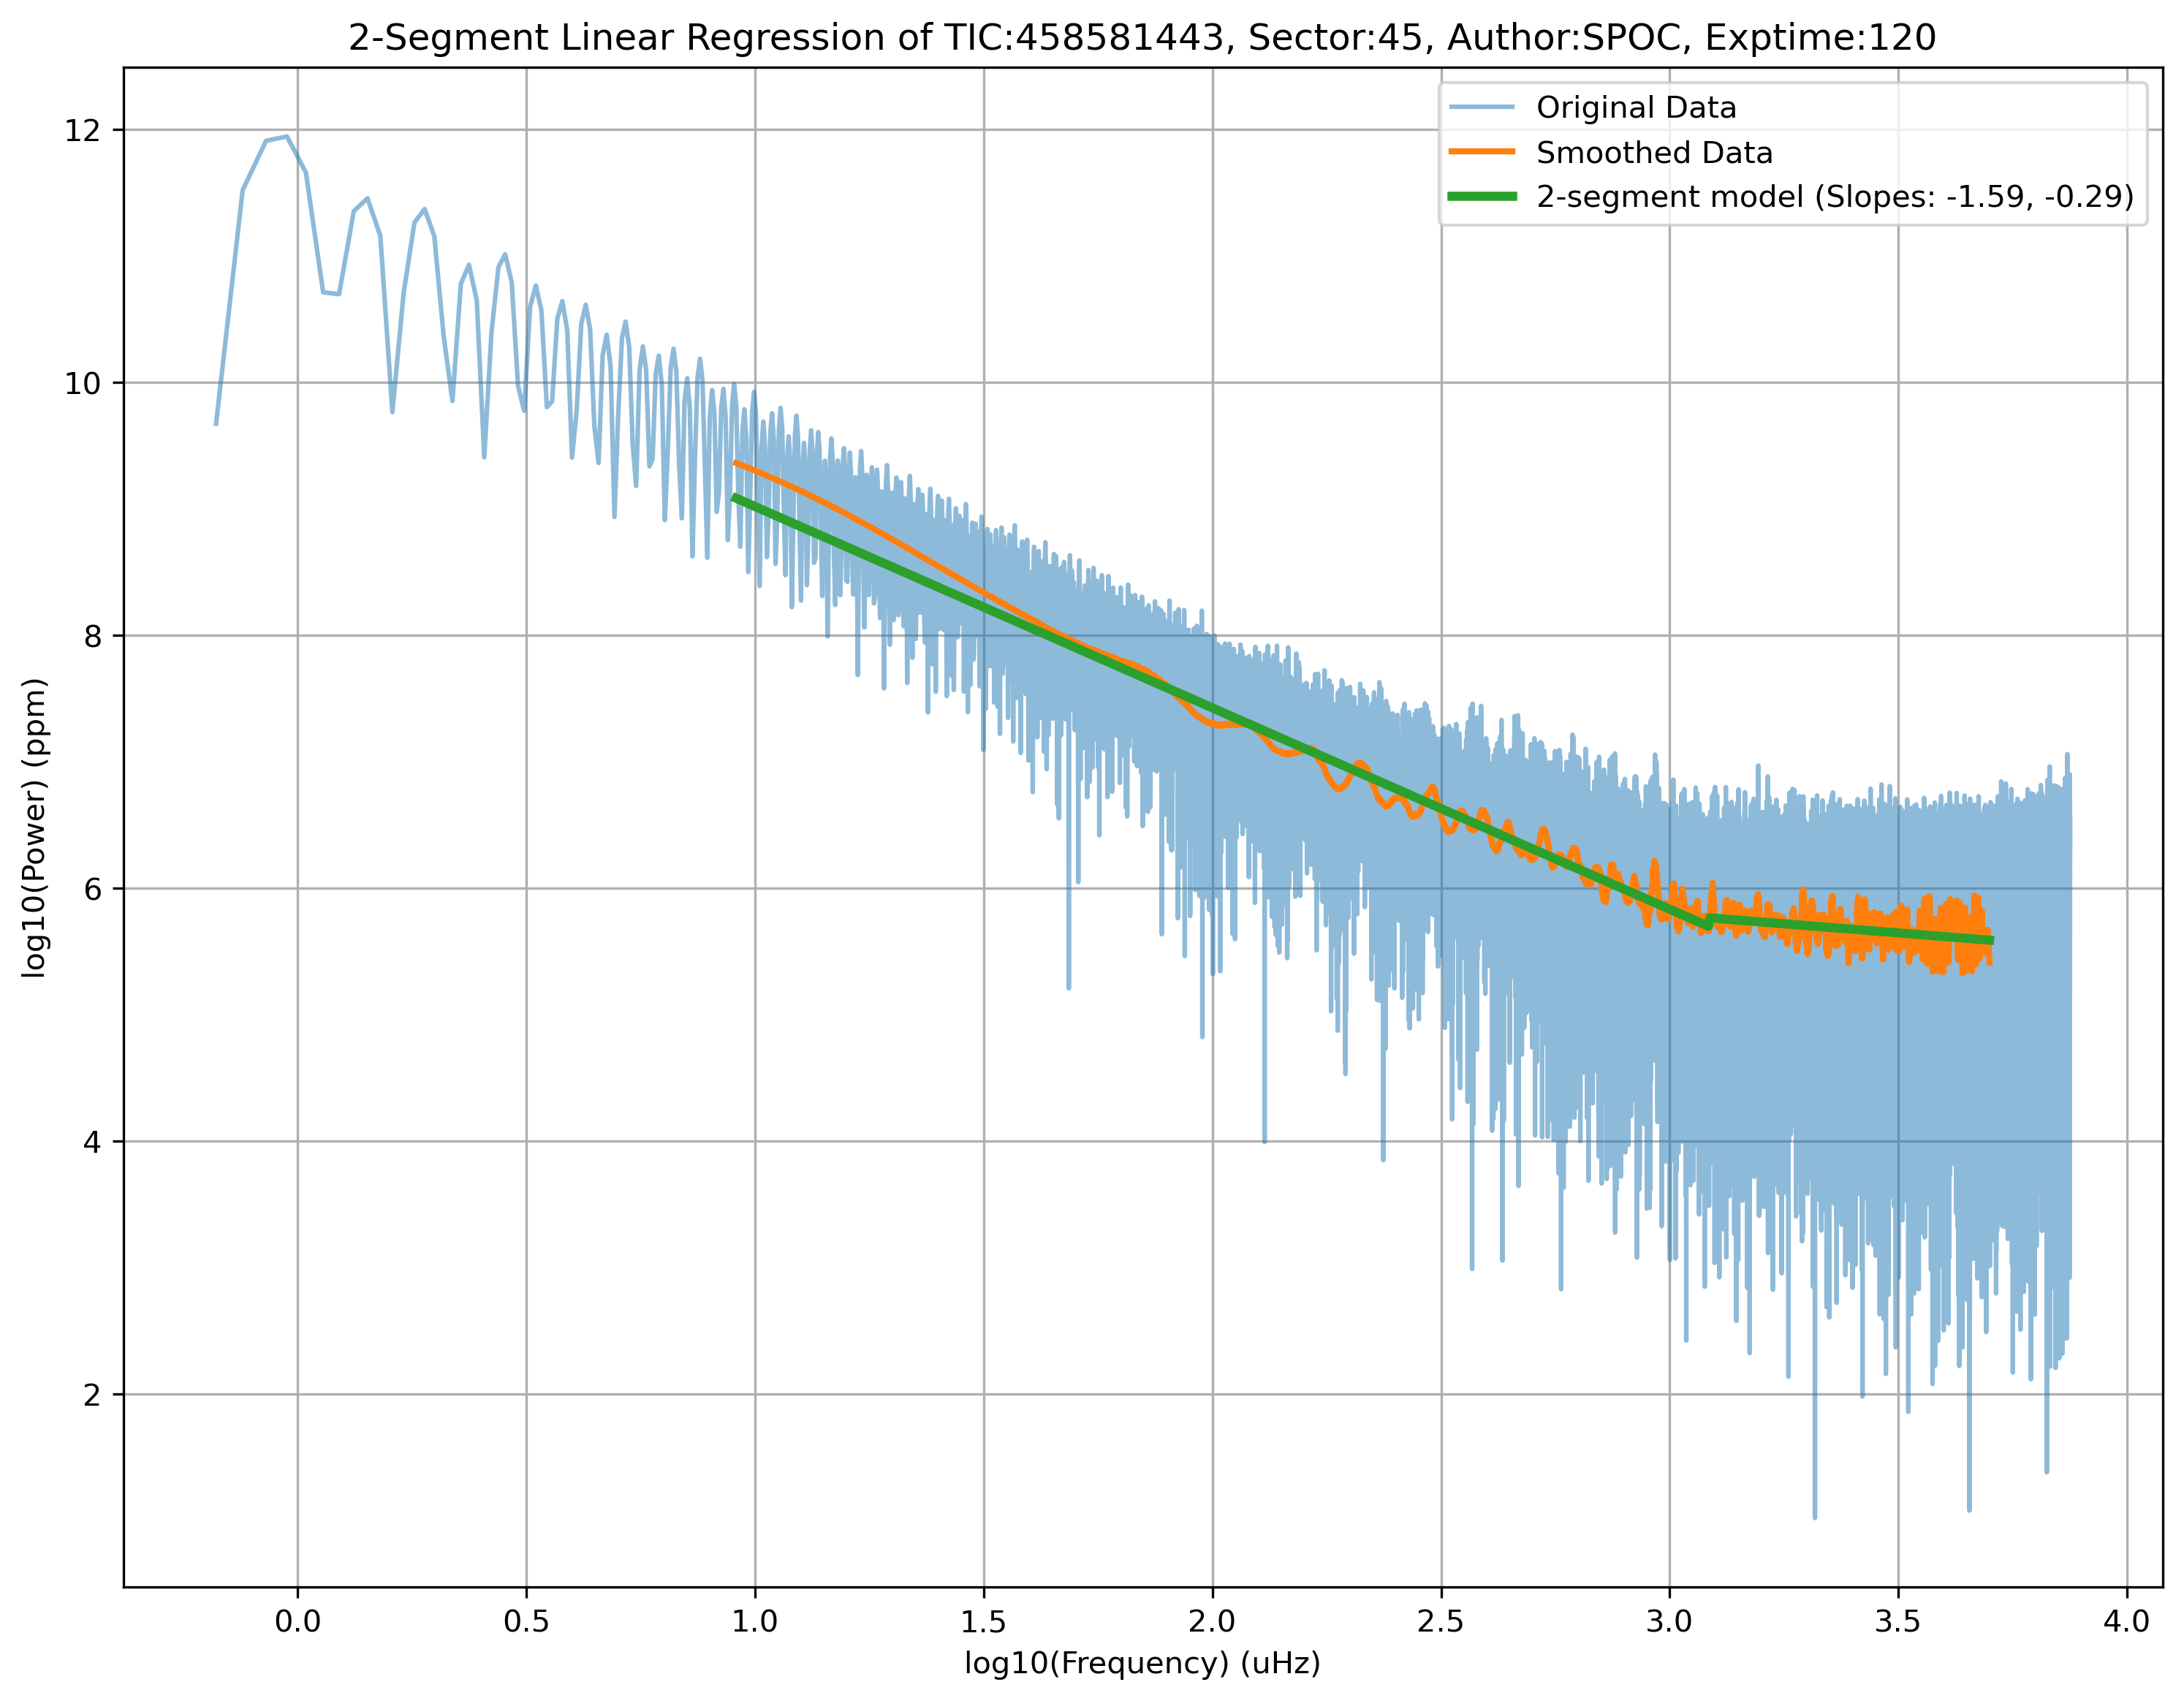 2-Segment Linear Regression of TIC:458581443, Sector:45, Author:SPOC, Exptime:120
Original Data
Smoothed Data
2-segment model (Slopes: -1.59, -0.29)
12
10
8
6
4
2
log10(Power) (ppm)
0.0 0.5 1.0 1.5 2.0 2.5 3.0 3.5 4.0
log10(Frequency) (uHz)